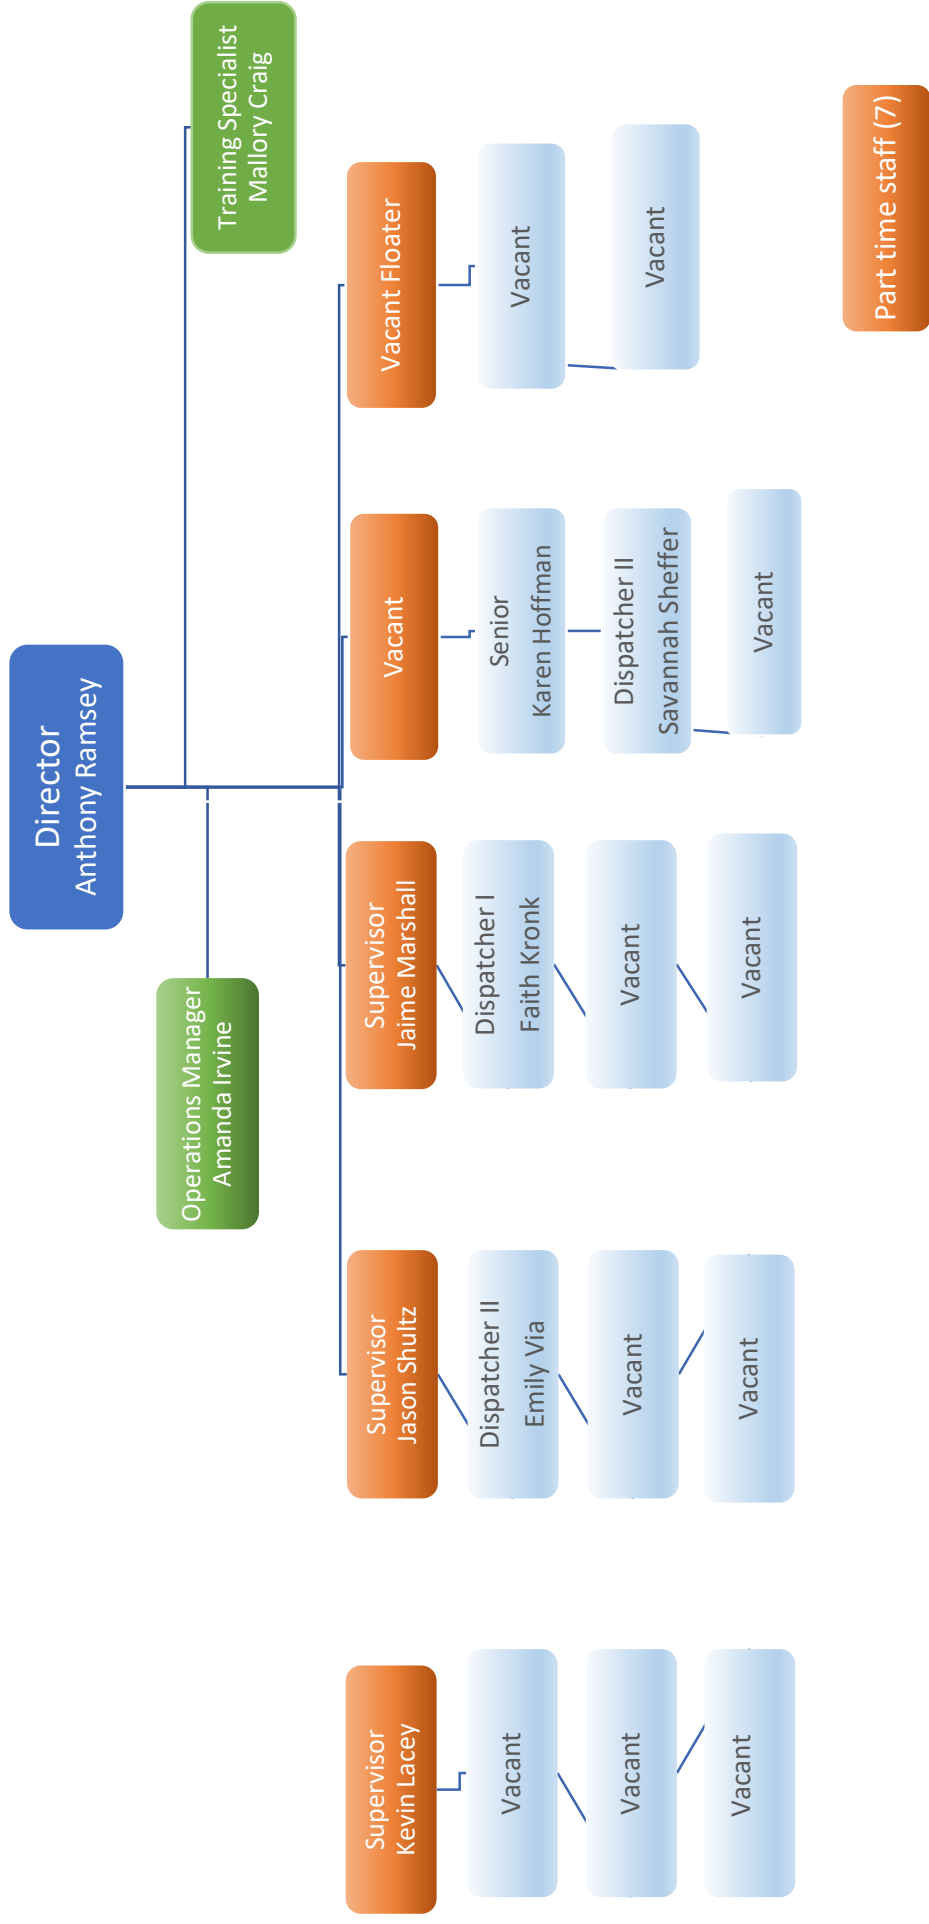 Director
Anthony Ramsey
Operations Manager
Amanda Irvine
Training Specialist
Mallory Craig
Supervisor
Kevin Lacey
Vacant
Vacant
Vacant
Supervisor
Jason Shultz
Dispatcher II
Emily Via
Vacant
Vacant
Supervisor
Jaime Marshall
Dispatcher I
Faith Kronk
Vacant
Vacant
Vacant
Senior
Karen Hoffman
Dispatcher II
Savannah Sheffer
Vacant
Vacant Floater
Vacant
Vacant
Part time staff (7)